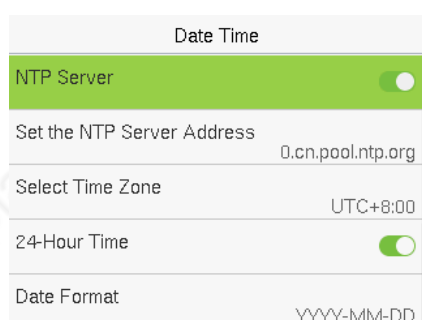 Date Time
NTP Server
Set the NTP Server Address
0.cn.pool.ntp.org
Select Time Zone
UTC+8:00
24-Hour Time
Date Format
YYYY-MM-DD